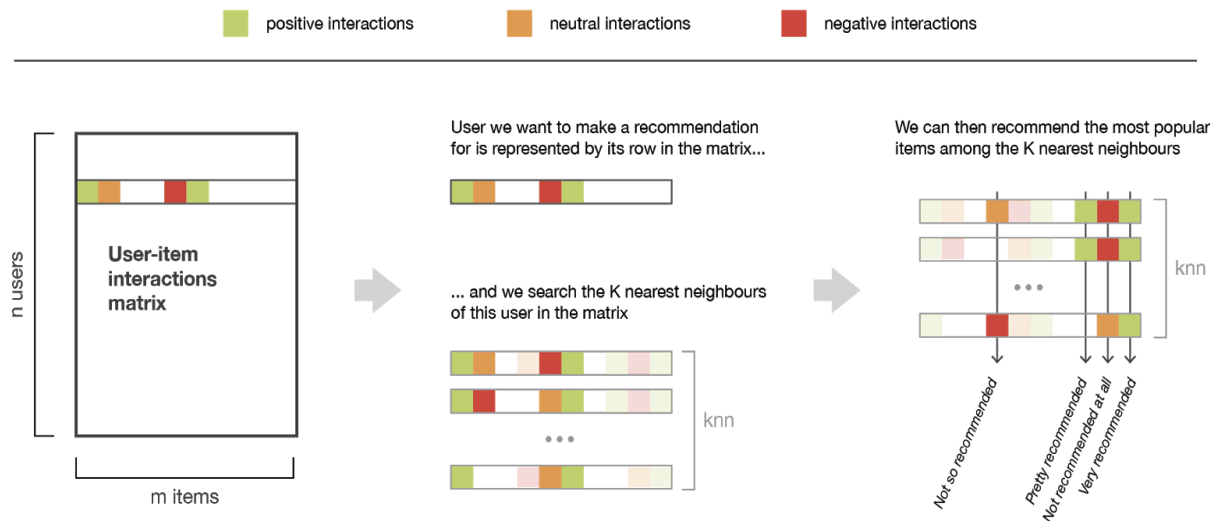 positive interactions
neutral interactions
negative interactions
n users
User-item
interactions
matrix
m items
User we want to make a recommendation
for is represented by its row in the matrix...
... and we search the K nearest neighbours
of this user in the matrix
knn
We can then recommend the most popular
items among the K nearest neighbours
knn
Not so recommended
Pretty recommended
Not recommended at all
Very recommended